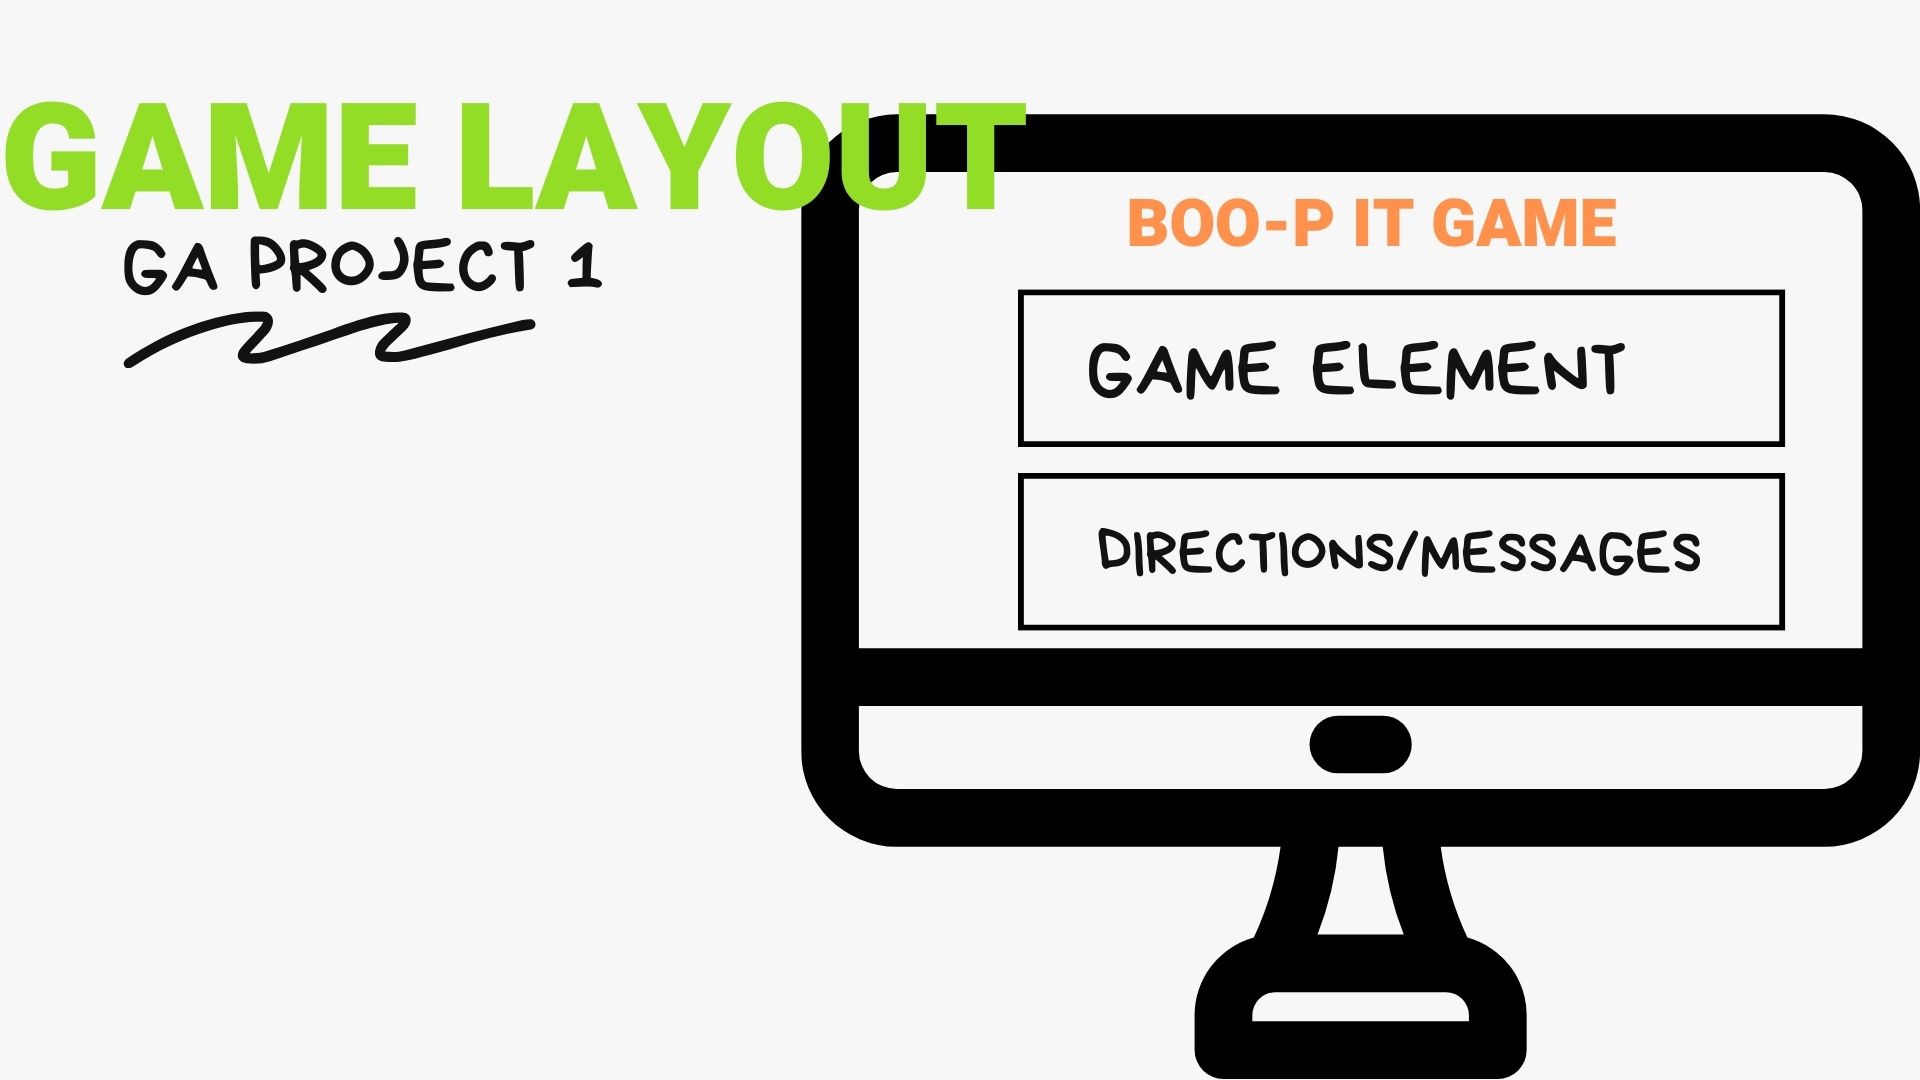 GAME LAYOUT
GA PROJECT 1
BOO-P IT GAME
GAME ELEMENT
DIRECTIONS/MESSAGES